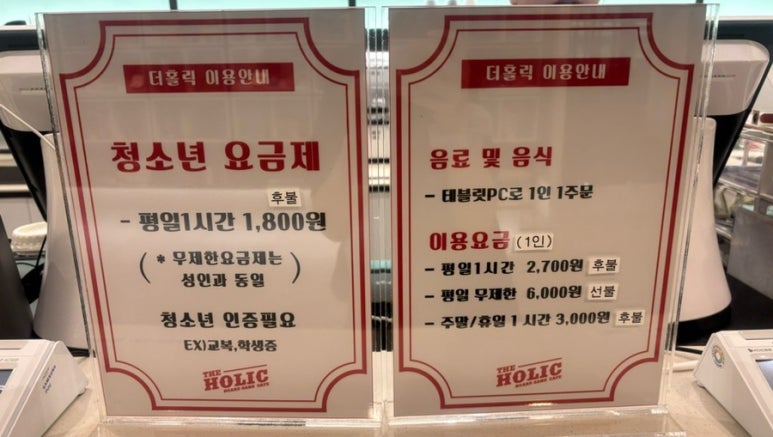 더홀릭 이용안내
청소년 요금제
후불
- 평일1시간 1,800원
( * 무제한요금제는
성인과 동일 )
청소년 인증필요
EX)교복,학생증
THE
HOLIC
BOARD GAME CAFE
더홀릭 이용안내
음료 및 음식
- 테블릿PC로 1인 1주문
이용요금 (1인)
- 평일1시간 2,700원 후불
- 평일 무제한 6,000원 선불
- 주말/휴일 1시간 3,000원 후불
THE
HOLIC
BOARD GAME CAFE